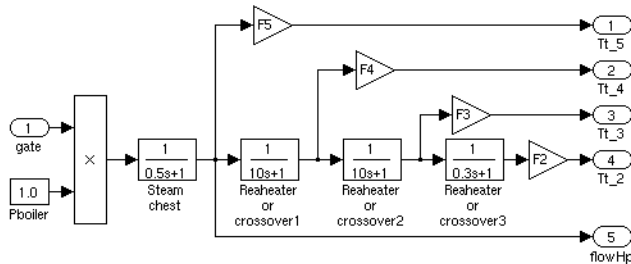 F5
1
Tt_5
F4
2
Tt_4
1
gate
F3
3
Tt_3
×
1
0.5s+1
Steam
chest
1
10s+1
Reaheater
or
crossover1
1
10s+1
Reaheater
or
crossover2
1
0.3s+1
Reaheater
or
crossover3
F2
4
Tt_2
1.0
Pboiler
5
flowHp